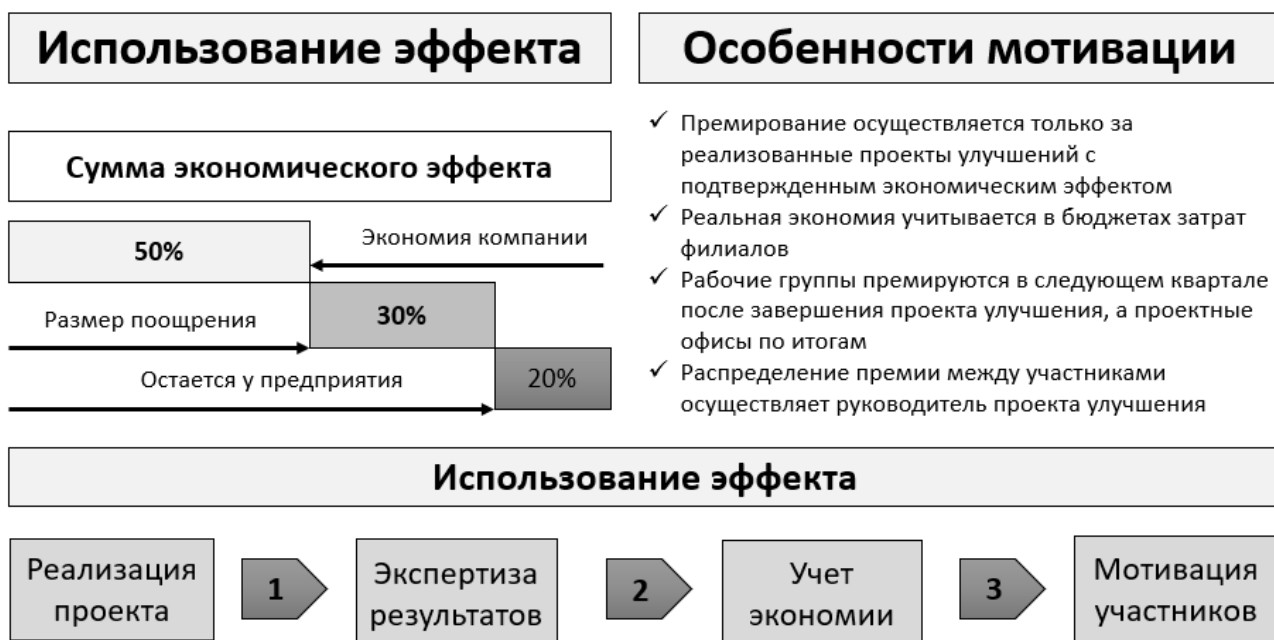 Использование эффекта
Сумма экономического эффекта
50%
Экономия компании
Размер поощрения
30%
Остается у предприятия
20%
Особенности мотивации
✓ Премирование осуществляется только за
реализованные проекты улучшений с
подтвержденным экономическим эффектом
✓ Реальная экономия учитывается в бюджетах затрат
филиалов
✓ Рабочие группы премируются в следующем квартале
после завершения проекта улучшения, а проектные
офисы по итогам
✓ Распределение премии между участниками
осуществляет руководитель проекта улучшения
Использование эффекта
Реализация
проекта
1
Экспертиза
результатов
2
Учет
экономии
3
Мотивация
участников